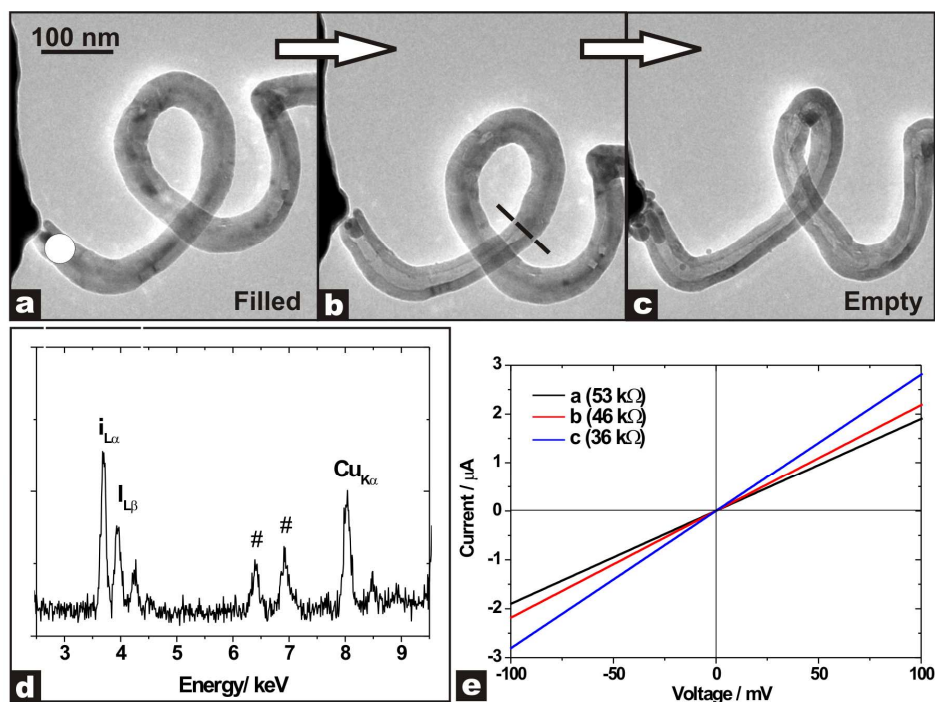 100 nm
a
Filled
b
c
Empty
i Lα
I Lβ
#
#
Cu Kα
3 4 5 6 7 8 9
Energy/ keV
d
3
2
1
0
-1
-2
-3
a (53 kΩ)
b (46 kΩ)
c (36 kΩ)
Current / μA
-100 -50 0 50 100
Voltage / mV
e